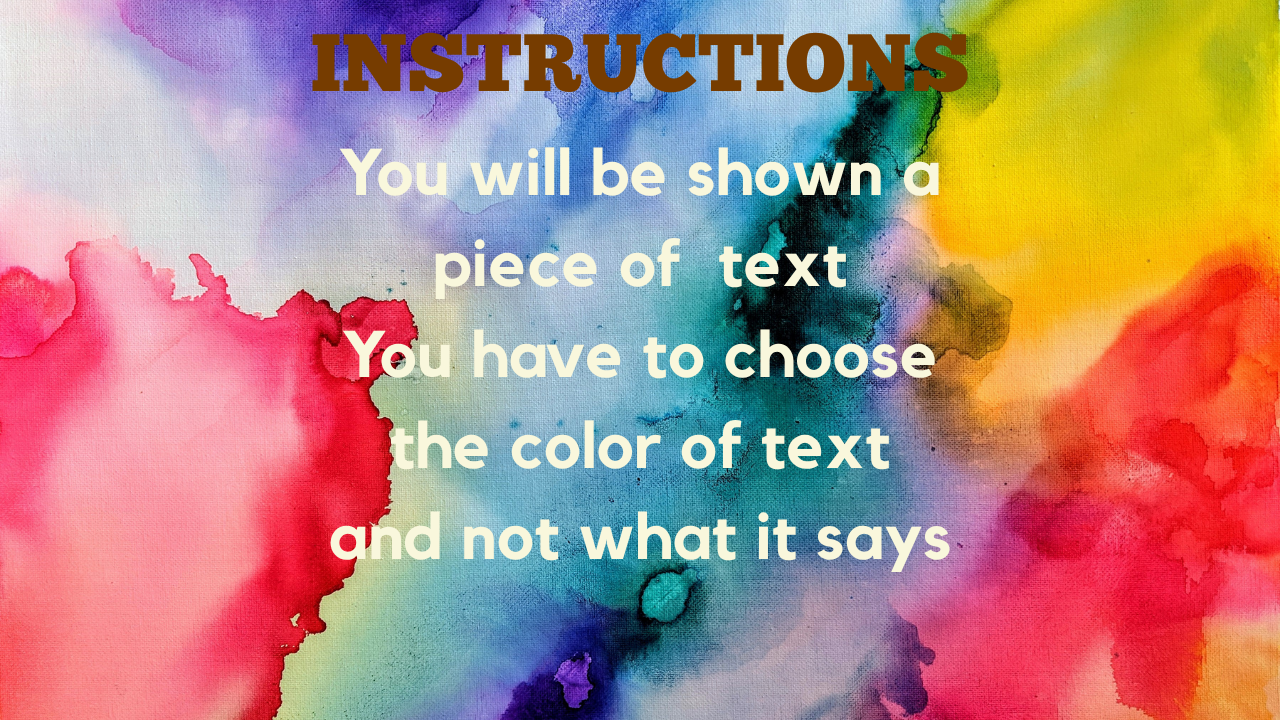 INSTRUCTIONS
You will be shown a
piece of text
You have to choose
the color of text
and not what it says